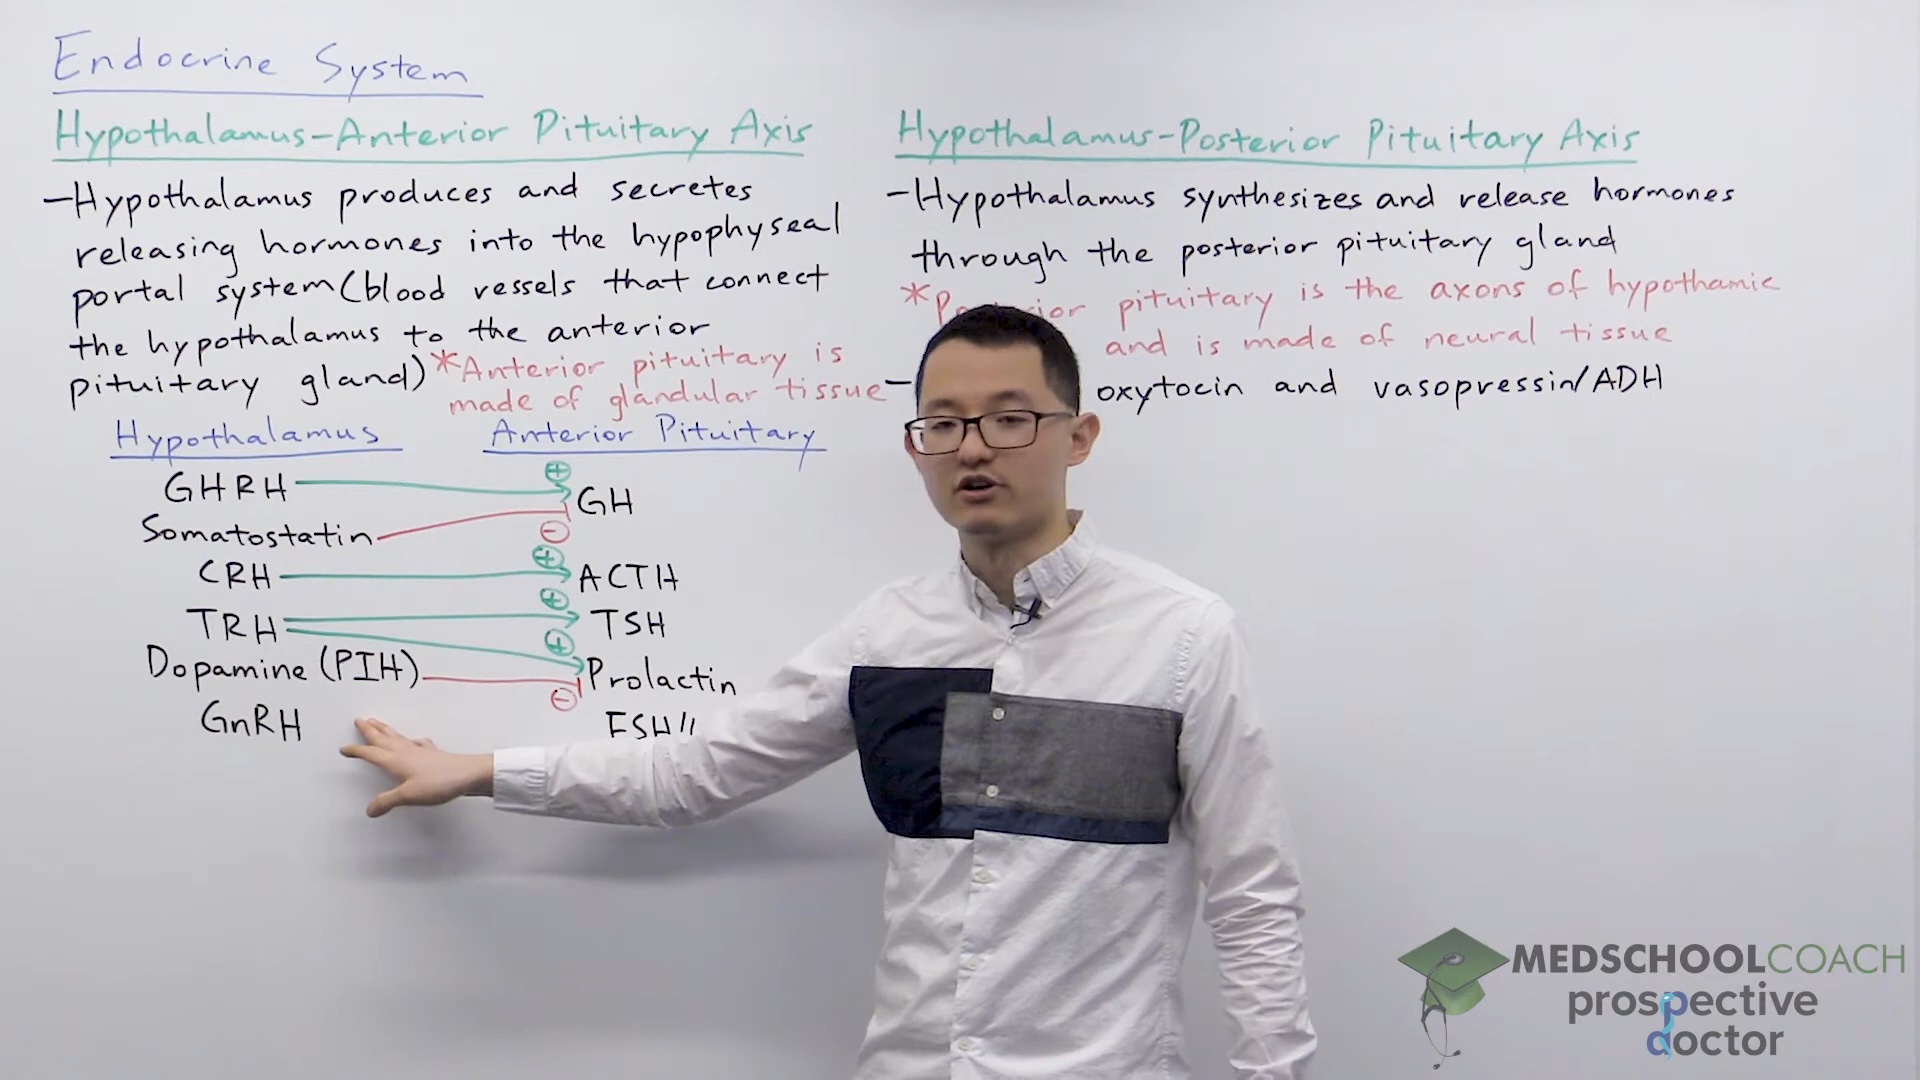 Endocrine System
Hypothalamus-Anterior Pituitary Axis
-Hypothalamus produces and secretes
releasing hormones into the hypophyseal
portal system (blood vessels that connect
the hypothalamus to the anterior
pituitary gland) *Anterior pituitary is
made of glandular tissue
Hypothalamus Anterior Pituitary
GHRH + GH
Somatostatin -
CRH + ACTH
TRH + TSH
+
Dopamine (PIH) - Prolactin
GnRH FSH
Hypothalamus-Posterior Pituitary Axis
-Hypothalamus synthesizes and release hormones
through the posterior pituitary gland
* pituitary is the axons of hypothamic
and is made of neural tissue
- oxytocin and vasopressin/ADH
MEDSCHOOLCOACH
prospective
doctor